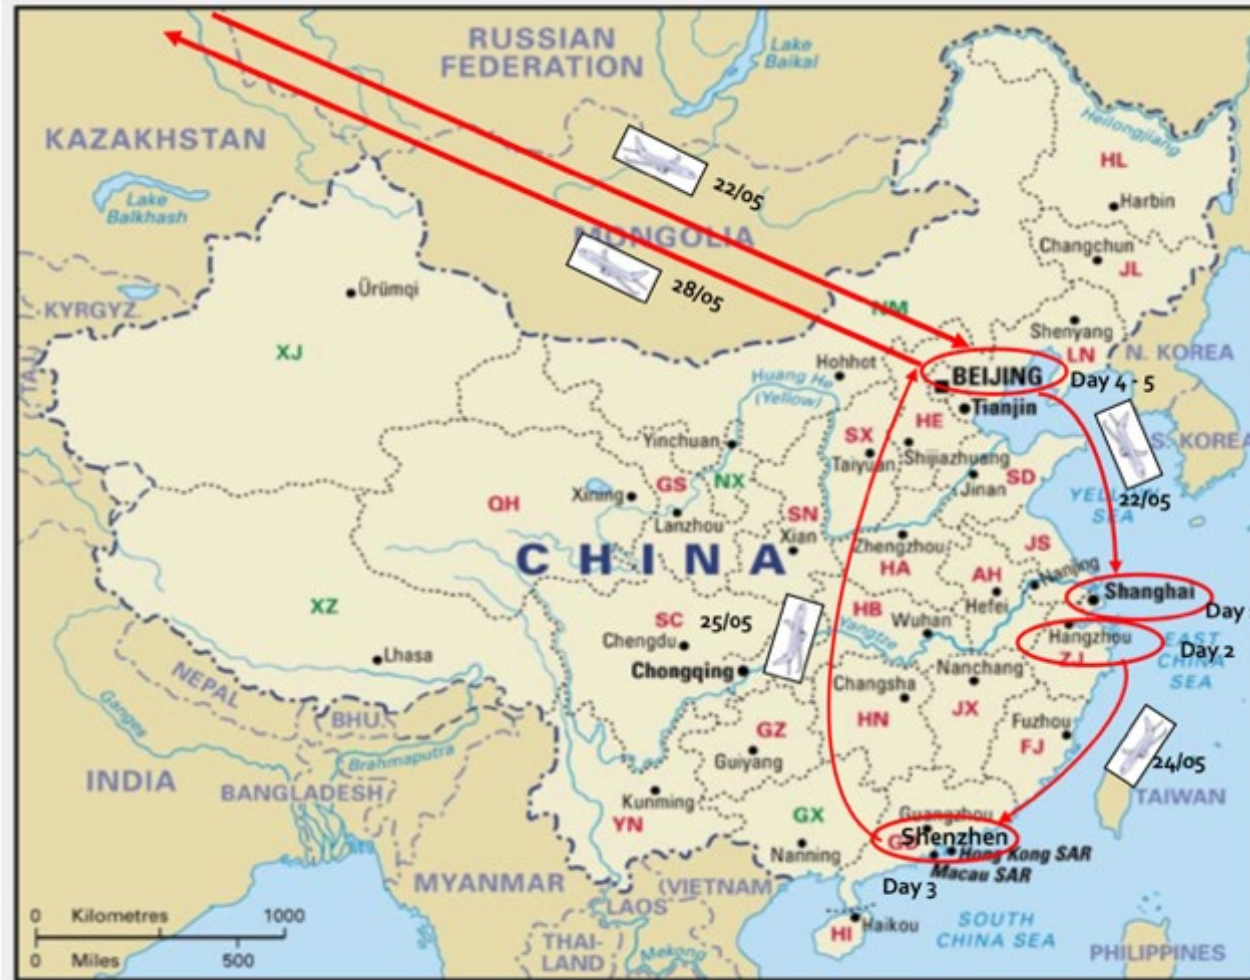 RUSSIAN
FEDERATION
Lake
Baikal
KAZAKHSTAN
Heilongjiang
HL
Lake
Balkhash
22/05
Harbin
MONGOLIA
Changchun
JL
28/05
Ürümqi
KYRGYZ.
NM
Shenyang
LN
N. KOREA
XJ
TAJ.
Hohhot
Huang He
(Yellow)
BEIJING
Day 4 - 5
Tianjin
HE
SX
Yinchuan
S. KOREA
Taiyuan
Shijiazhuang
SD
Jinan
NX
GS
Xining
QH
YELLOW
SEA
22/05
Lanzhou
SN
Xian
Zhengzhou
JS
CHINA
HA
AH
Nanjing
Hefei
Shanghai
Day
XZ
SC
25/05
HB
Wuhan
Yangtze
Hangzhou
Day 2
EAST
CHINA
SEA
ZJ
Chengdu
Chongqing
Lhasa
Nanchang
Changsha
NEPAL
Ganges
BHU.
HN
JX
Fuzhou
FJ
GZ
Guiyang
24/05
Brahmaputra
INDIA
BANGLADESH
Kunming
YN
GX
TAIWAN
Guangzhou
GD
Shenzhen
Nanning
Hong Kong SAR
Macau SAR
MYANMAR
(VIETNAM
Day 3
LAOS
0 Kilometres 1000
0 Miles 500
HI
Haikou
SOUTH
CHINA SEA
THAI-
LAND
Mekong
PHILIPPINES